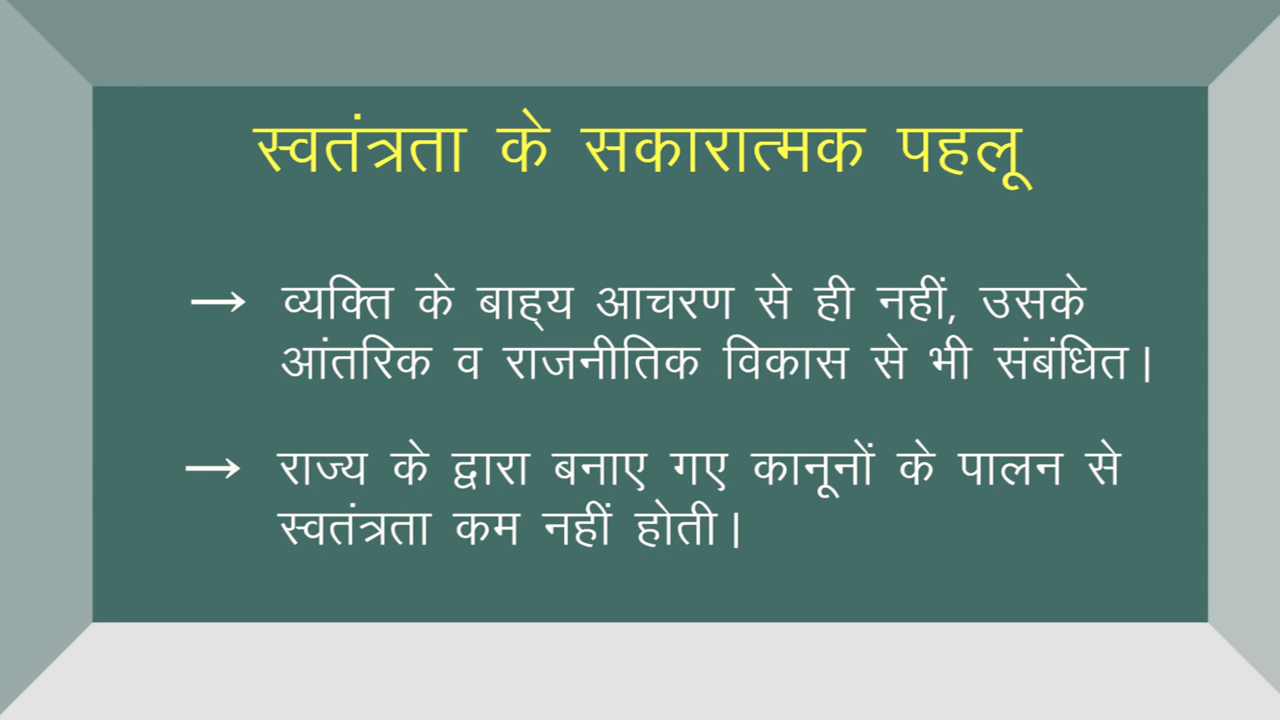 स्वतंत्रता के सकारात्मक पहलू
→ व्यक्ति के बाह्य आचरण से ही नहीं, उसके
आंतरिक व राजनीतिक विकास से भी संबंधित।
→ राज्य के द्वारा बनाए गए कानूनों के पालन से
स्वतंत्रता कम नहीं होती।